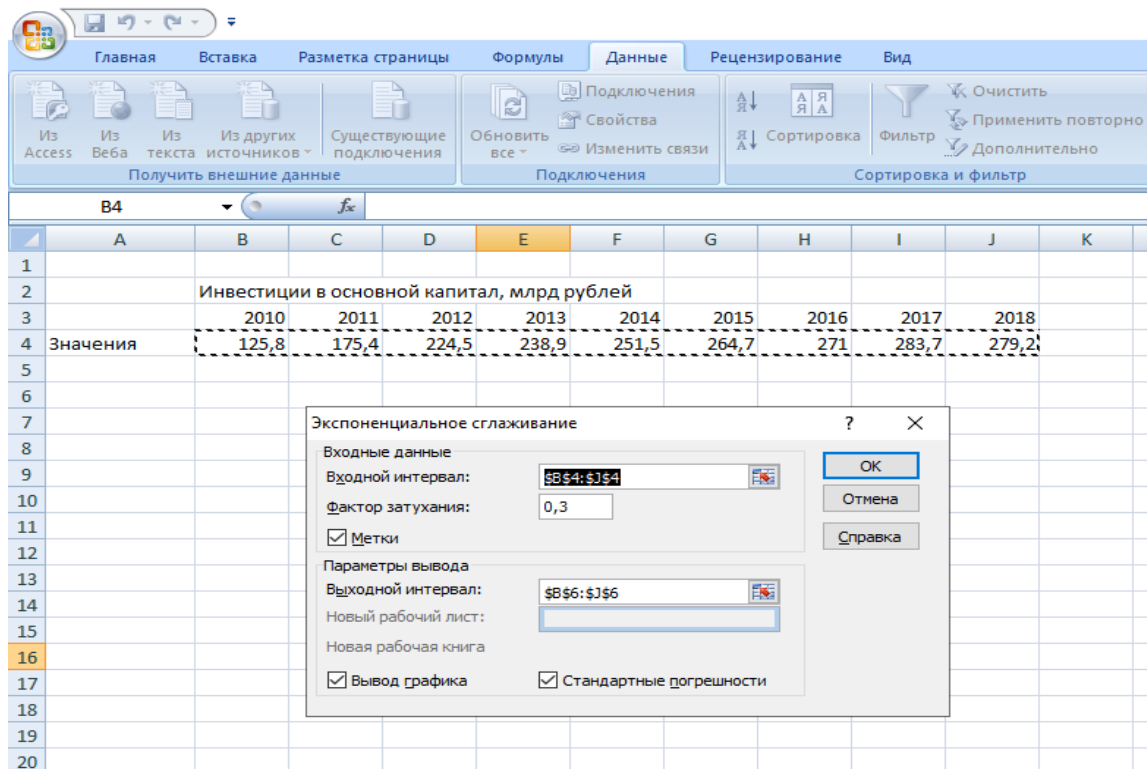 Главная Вставка Разметка страницы Формулы Данные Рецензирование Вид
Из Access
Из Веба
Из текста
Из других источников
Существующие подключения
Получить внешние данные
Обновить все
Подключения
Свойства
Изменить связи
Подключения
Сортировка
Фильтр
Очистить
Применить повторно
Дополнительно
Сортировка и фильтр
B4 fx
A B C D E F G H I J K
1
2 Инвестиции в основной капитал, млрд рублей
3 2010 2011 2012 2013 2014 2015 2016 2017 2018
4 Значения 125,8 175,4 224,5 238,9 251,5 264,7 271 283,7 279,2
5
6
7
8
9
10
11
12
13
14
15
16
17
18
19
20
Экспоненциальное сглаживание ?
Входные данные
Входной интервал: $B$4:$J$4
Фактор затухания: 0,3
Метки
Параметры вывода
Выходной интервал: $B$6:$J$6
Новый рабочий лист:
Новая рабочая книга
Вывод графика Стандартные погрешности
OK
Отмена
Справка